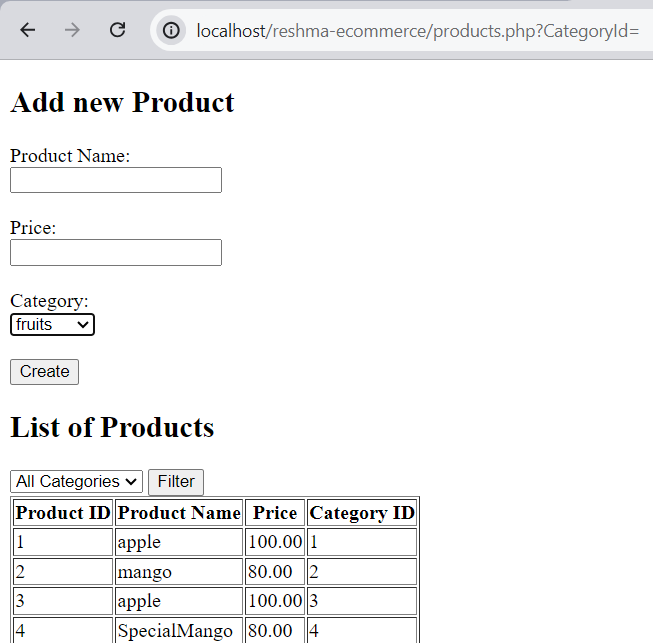 localhost/reshma-ecommerce/products.php?CategoryId=
Add new Product
Product Name:
Price:
Category:
fruits
Create
List of Products
All Categories Filter
Product ID Product Name Price Category ID
1 apple 100.00 1
2 mango 80.00 2
3 apple 100.00 3
4 SpecialMango 80.00 4